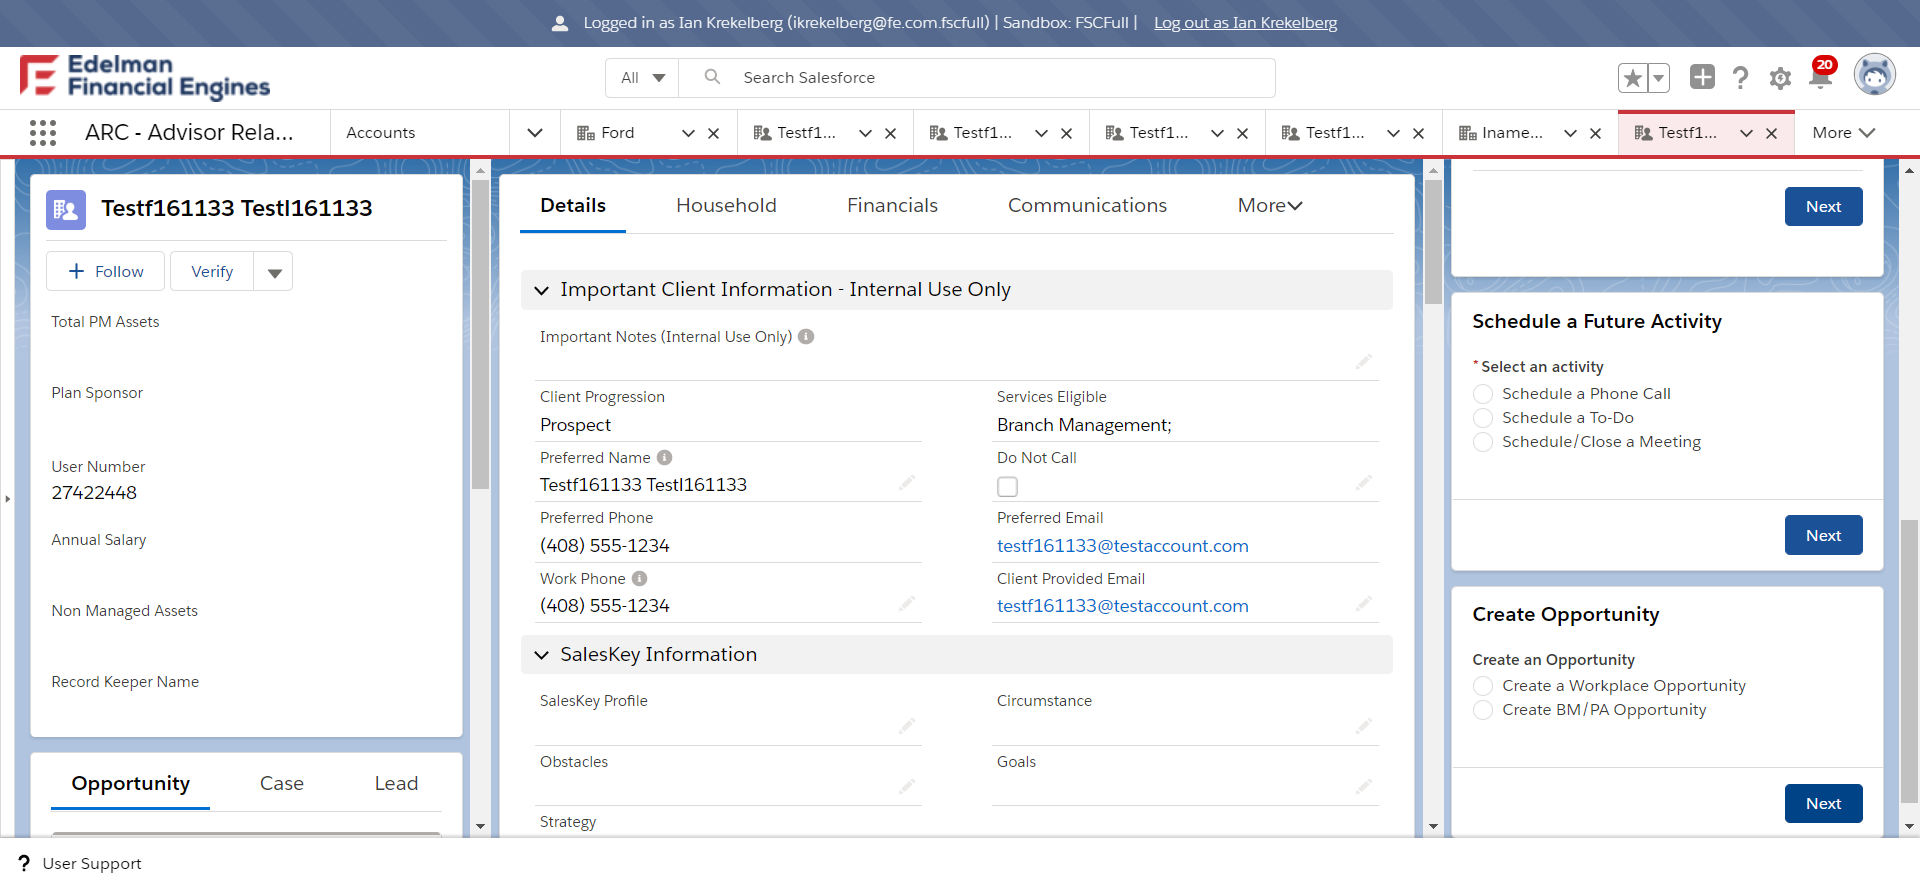 Logged in as Ian Krekelberg (ikrekelberg@fe.com.fscfull) | Sandbox: FSCFull | Log out as Ian Krekelberg
Edelman
Financial Engines
All
Search Salesforce
20
ARC - Advisor Rela...
Accounts
Ford
Testf1...
Testf1...
Testf1...
Testf1...
Iname...
Testf1...
More
Testf161133 Testl161133
Follow
Verify
Total PM Assets
Plan Sponsor
User Number
27422448
Annual Salary
Non Managed Assets
Record Keeper Name
Opportunity
Case
Lead
Details
Household
Financials
Communications
More
Important Client Information - Internal Use Only
Important Notes (Internal Use Only)
Client Progression
Prospect
Services Eligible
Branch Management;
Preferred Name
Testf161133 Testl161133
Do Not Call
Preferred Phone
(408) 555-1234
Preferred Email
testf161133@testaccount.com
Work Phone
(408) 555-1234
Client Provided Email
testf161133@testaccount.com
SalesKey Information
SalesKey Profile
Circumstance
Obstacles
Goals
Strategy
Next
Schedule a Future Activity
*Select an activity
Schedule a Phone Call
Schedule a To-Do
Schedule/Close a Meeting
Next
Create Opportunity
Create an Opportunity
Create a Workplace Opportunity
Create BM/PA Opportunity
Next
? User Support